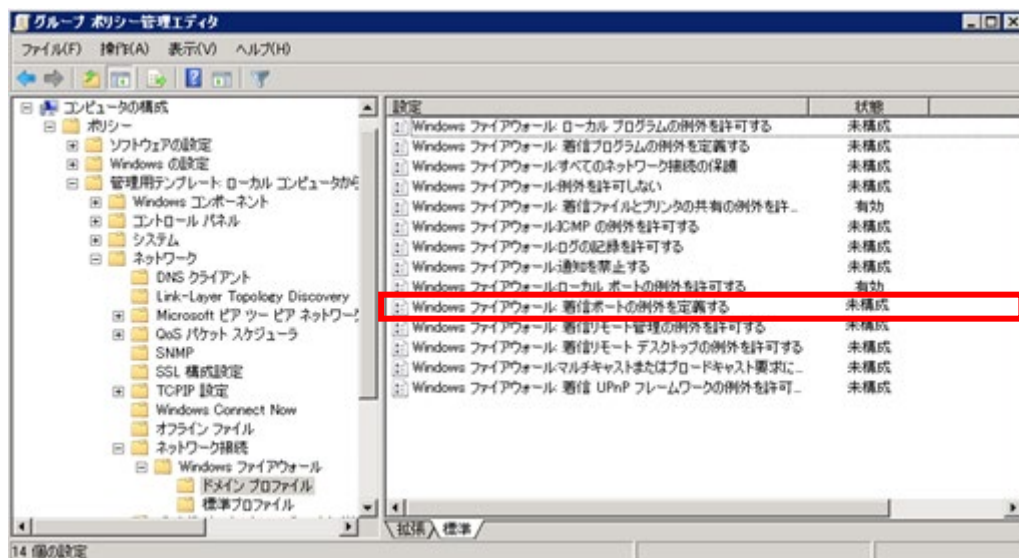 グループ ポリシー管理エディタ
ファイル(F) 操作(A) 表示(V) ヘルプ(H)
コンピュータの構成
ポリシー
ソフトウェアの設定
Windows の設定
管理用テンプレート: ローカル コンピュータから
Windows コンポーネント
コントロール パネル
システム
ネットワーク
DNS クライアント
Link-Layer Topology Discovery
Microsoft ピア ツー ピア ネットワーク
QoS パケット スケジューラ
SNMP
SSL 構成設定
TCPIP 設定
Windows Connect Now
オフライン ファイル
ネットワーク接続
Windows ファイアウォール
ドメイン プロファイル
標準プロファイル
設定 状態
Windows ファイアウォール: ローカル プログラムの例外を許可する 未構成
Windows ファイアウォール: 着信プログラムの例外を定義する 未構成
Windows ファイアウォール:すべてのネットワーク接続の保護 未構成
Windows ファイアウォール:例外を許可しない 未構成
Windows ファイアウォール: 着信ファイルとプリンタの共有の例外を許... 有効
Windows ファイアウォール:ICMP の例外を許可する 未構成
Windows ファイアウォール:ログの記録を許可する 未構成
Windows ファイアウォール:通知を禁止する 未構成
Windows ファイアウォール:ローカル ポートの例外を許可する 有効
Windows ファイアウォール: 着信ポートの例外を定義する 未構成
Windows ファイアウォール: 着信リモート管理の例外を許可する 未構成
Windows ファイアウォール: 着信リモート デスクトップの例外を許可する 未構成
Windows ファイアウォール:マルチキャストまたはブロードキャスト要求に... 未構成
Windows ファイアウォール: 着信 UPnP フレームワークの例外を許可... 未構成
拡張 標準
14 個の設定